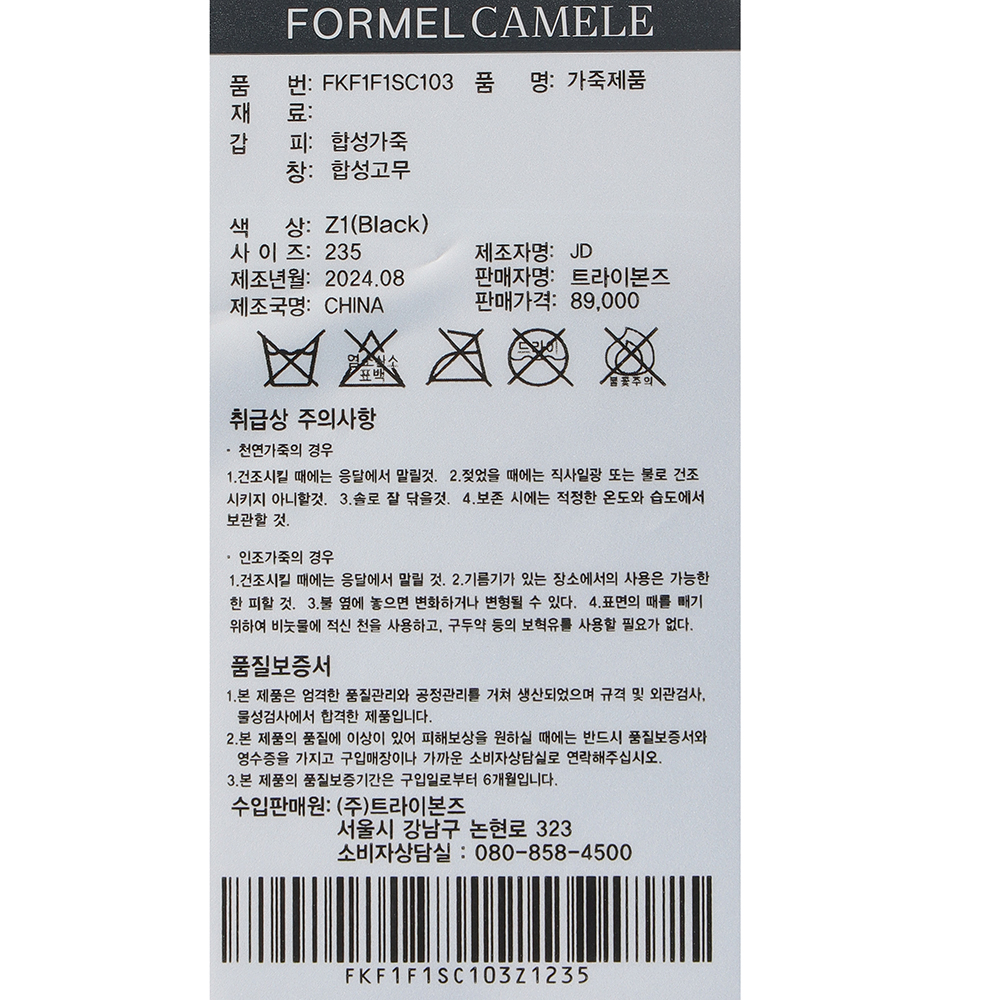 FORMELCAMELE
품 번: FKF1F1SC103 품 명: 가죽제품
재 료:
갑 피: 합성가죽
창: 합성고무
색 상: Z1(Black)
사 이 즈: 235 제조자명: JD
제조년월: 2024.08 판매자명: 트라이본즈
제조국명: CHINA 판매가격: 89,000
염소산소 드라이
표백 불꽃주의
취급상 주의사항
· 천연가죽의 경우
1.건조시킬 때에는 응달에서 말릴것. 2.젖었을 때에는 직사일광 또는 불로 건조
시키지 아니할것. 3.솔로 잘 닦을것. 4.보존 시에는 적정한 온도와 습도에서
보관할 것.
· 인조가죽의 경우
1.건조시킬 때에는 응달에서 말릴 것. 2.기름기가 있는 장소에서의 사용은 가능한
한 피할 것. 3.불 옆에 놓으면 변화하거나 변형될 수 있다. 4.표면의 때를 빼기
위하여 비눗물에 적신 천을 사용하고, 구두약 등의 보혁유를 사용할 필요가 없다.
품질보증서
1.본 제품은 엄격한 품질관리와 공정관리를 거쳐 생산되었으며 규격 및 외관검사,
물성검사에서 합격한 제품입니다.
2.본 제품의 품질에 이상이 있어 피해보상을 원하실 때에는 반드시 품질보증서와
영수증을 가지고 구입매장이나 가까운 소비자상담실로 연락해주십시오.
3.본 제품의 품질보증기간은 구입일로부터 6개월입니다.
수입판매원: (주)트라이본즈
서울시 강남구 논현로 323
소비자상담실 : 080-858-4500
FKF1F1SC103Z1235